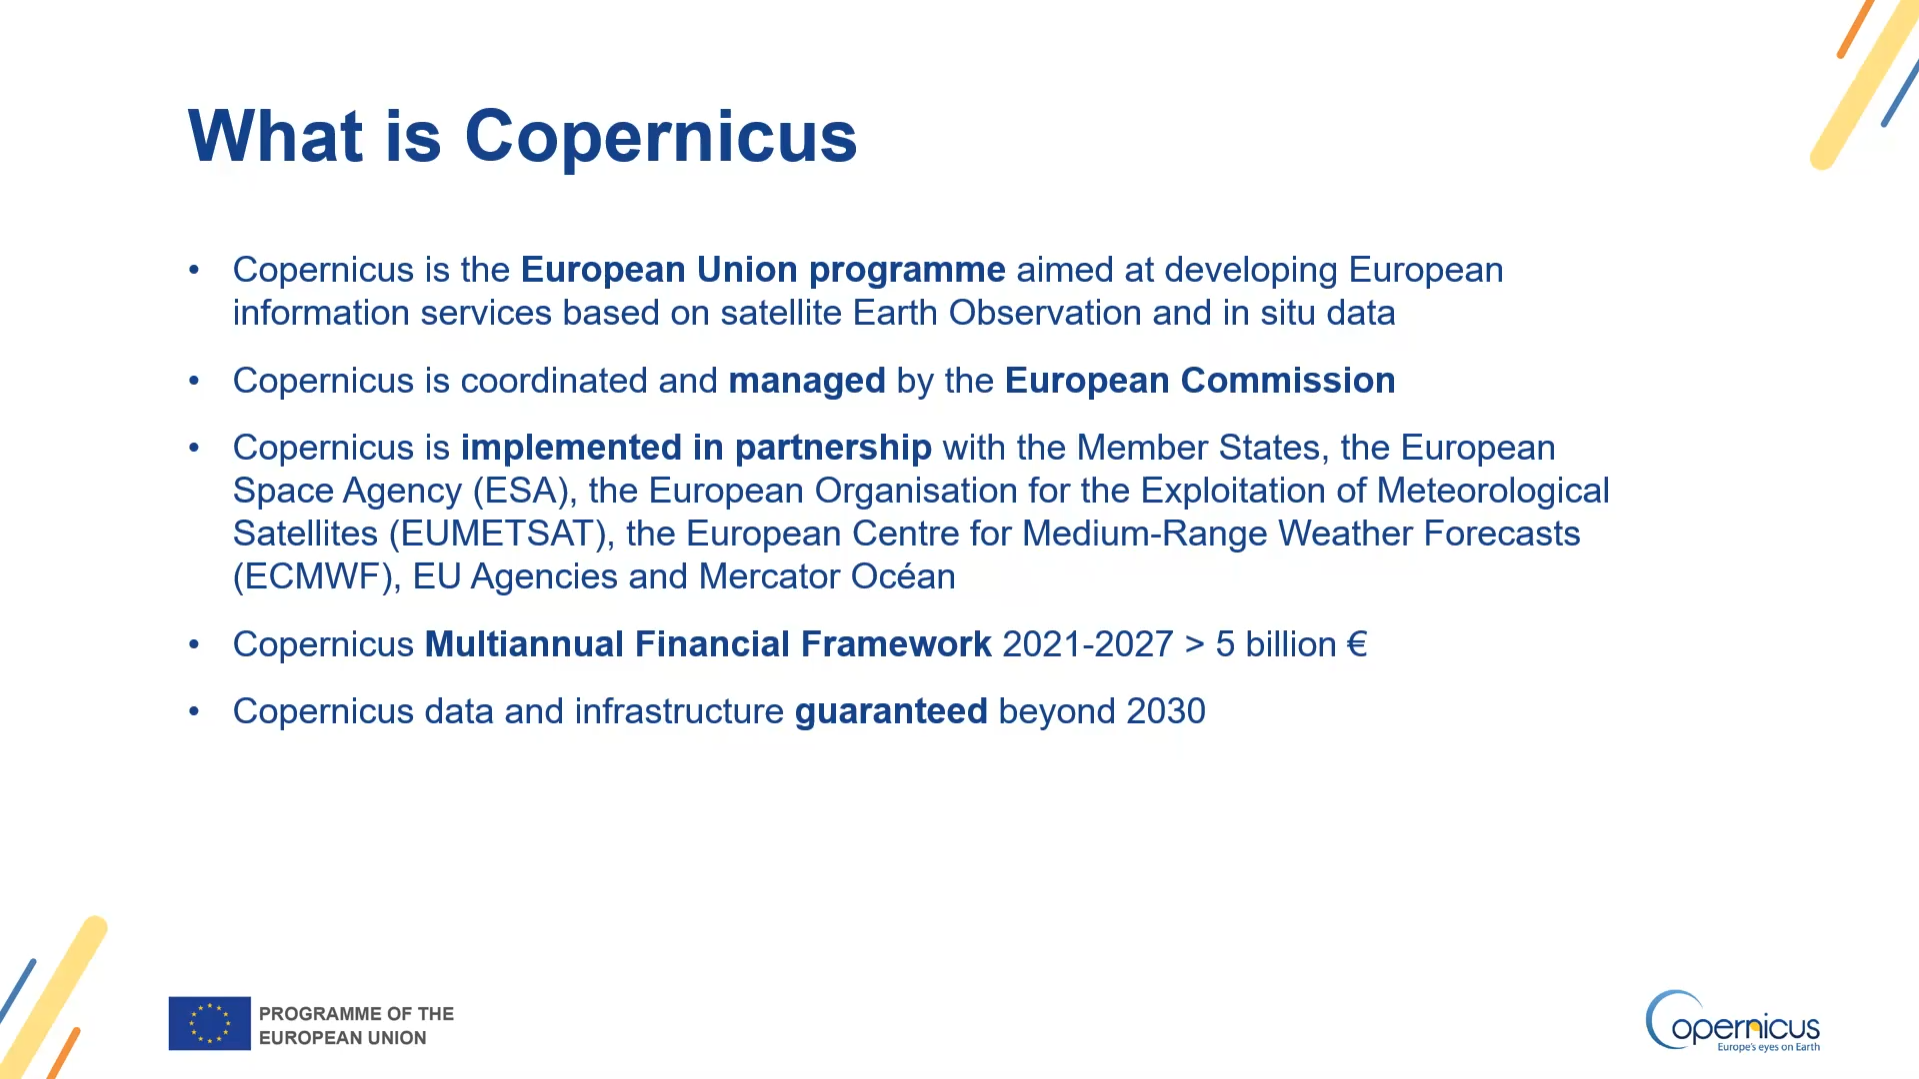 What is Copernicus
• Copernicus is the European Union programme aimed at developing European
information services based on satellite Earth Observation and in situ data
• Copernicus is coordinated and managed by the European Commission
• Copernicus is implemented in partnership with the Member States, the European
Space Agency (ESA), the European Organisation for the Exploitation of Meteorological
Satellites (EUMETSAT), the European Centre for Medium-Range Weather Forecasts
(ECMWF), EU Agencies and Mercator Océan
• Copernicus Multiannual Financial Framework 2021-2027 > 5 billion €
• Copernicus data and infrastructure guaranteed beyond 2030
PROGRAMME OF THE
EUROPEAN UNION
Copernicus
Europe's eyes on Earth